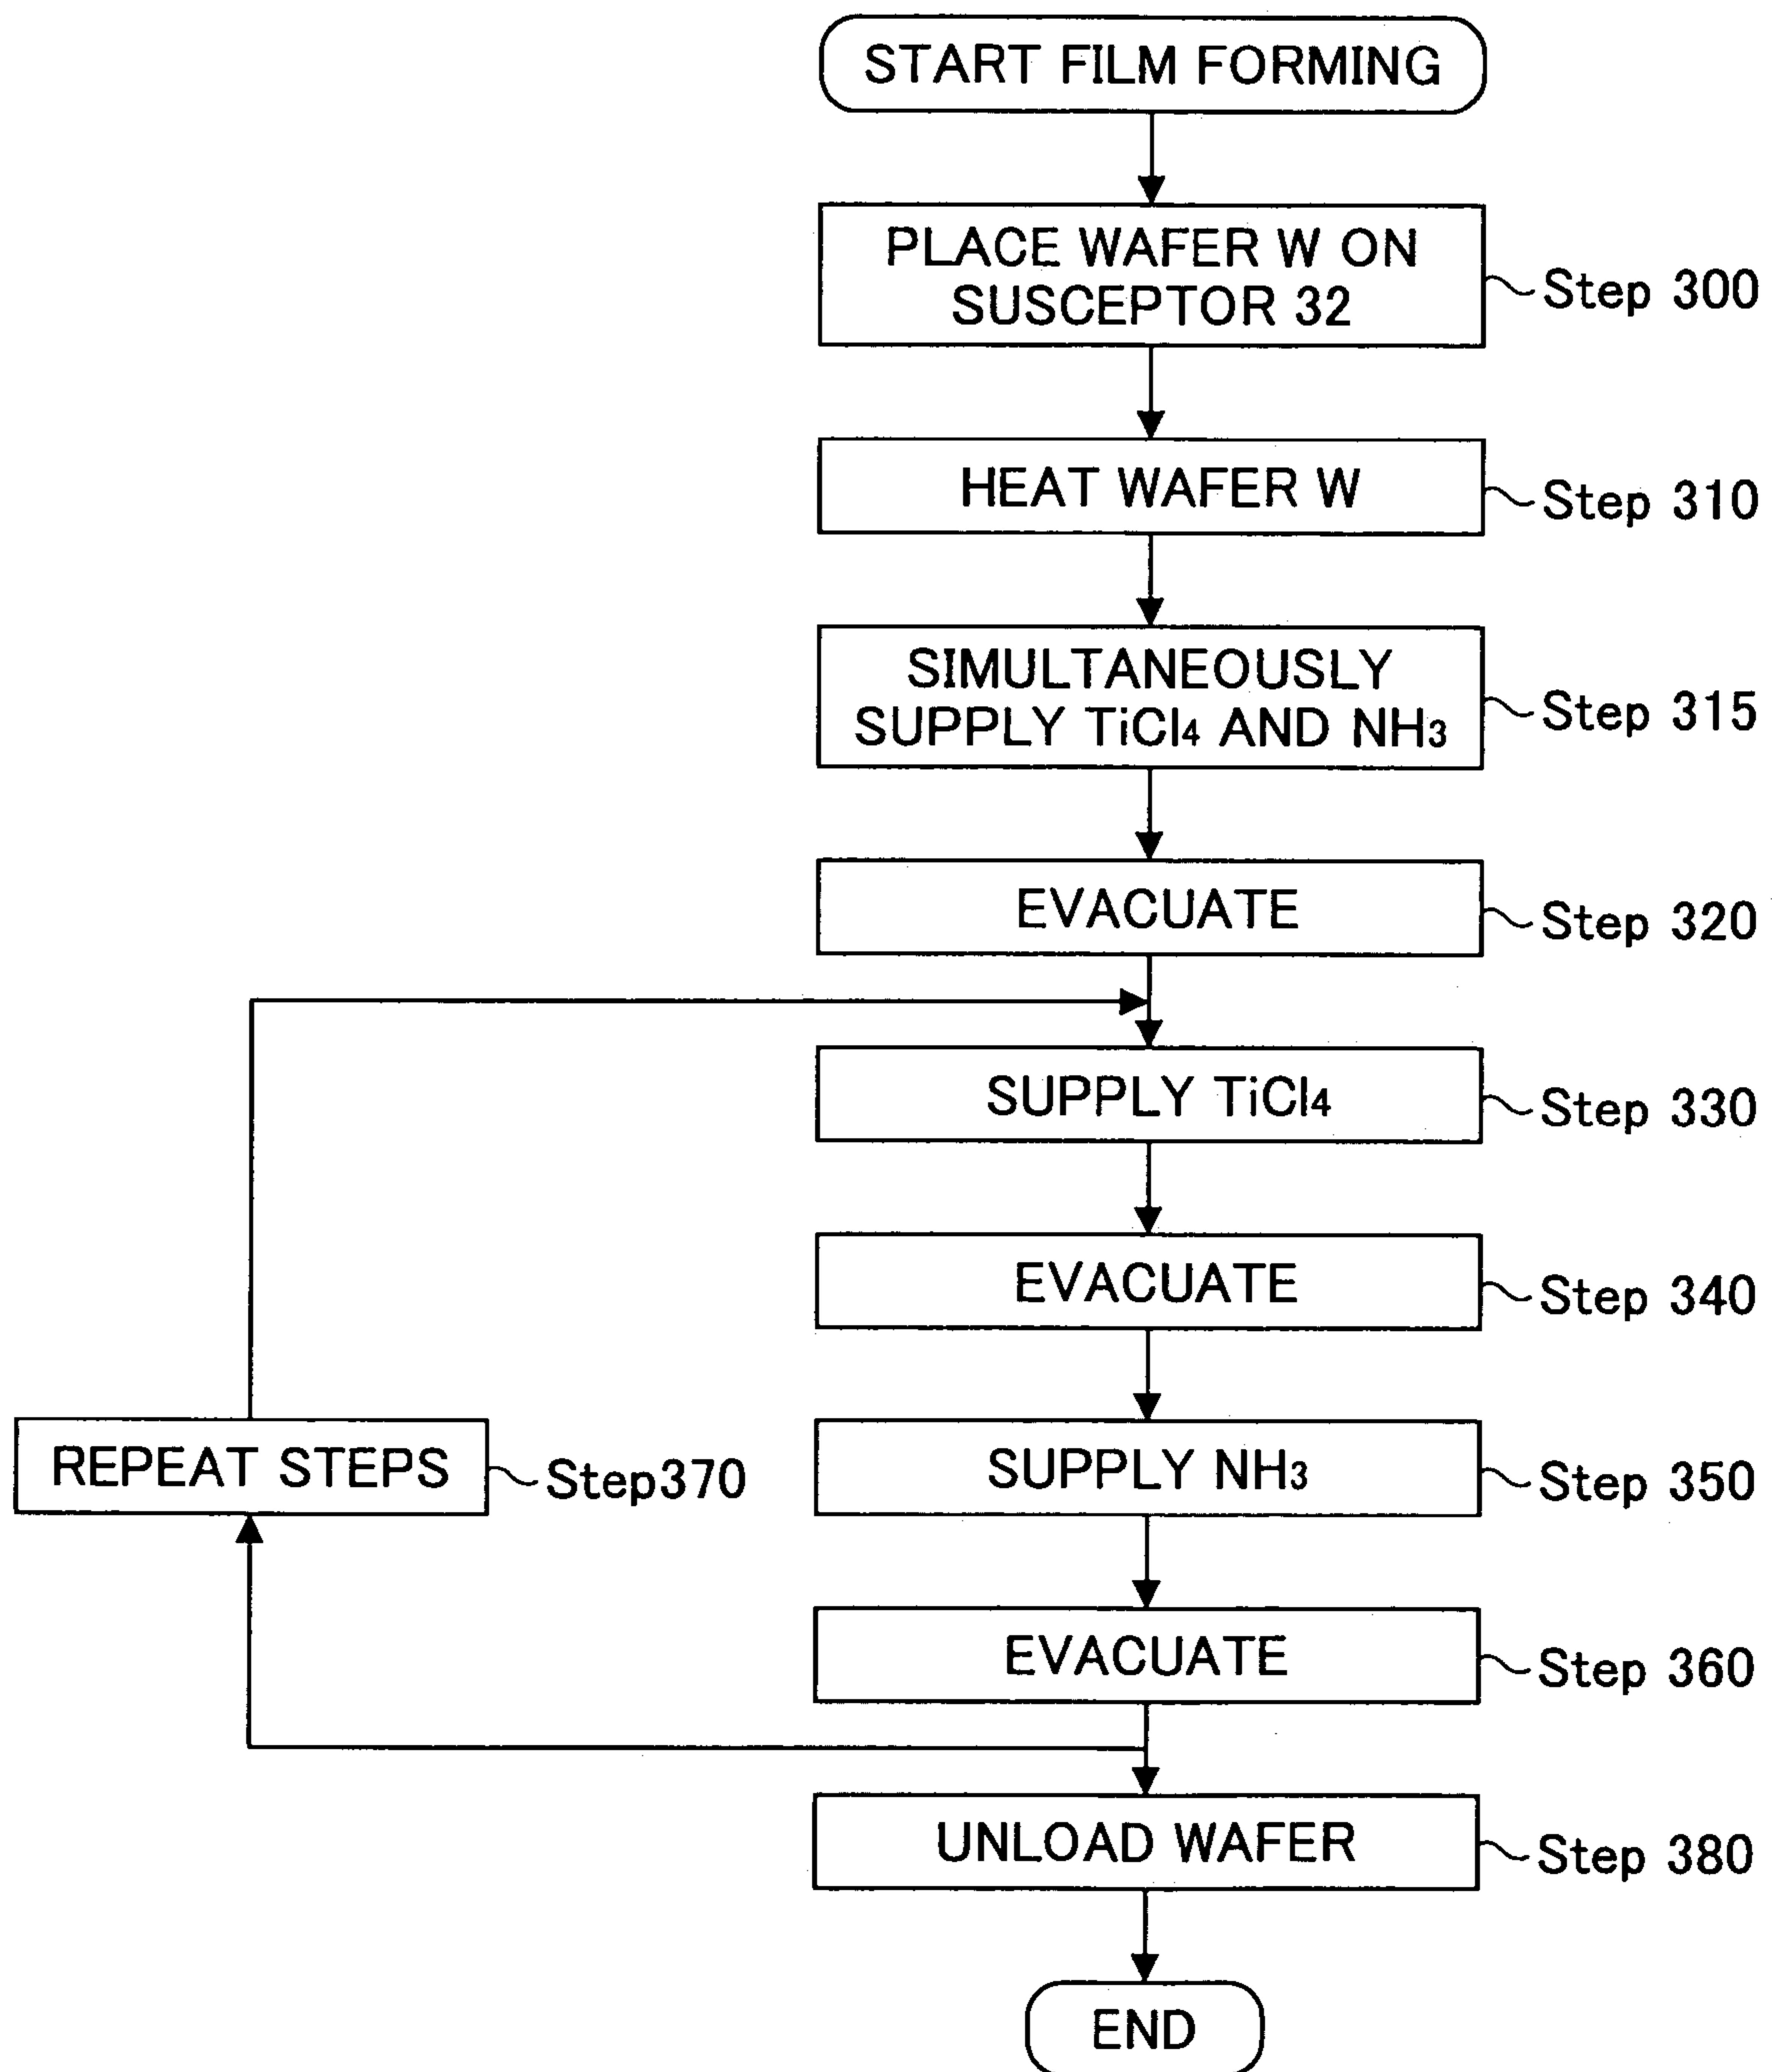 START FILM FORMING
PLACE WAFER W ON
SUSCEPTOR 32
Step 300
HEAT WAFER W
Step 310
SIMULTANEOUSLY
SUPPLY TiCl₄ AND NH₃
Step 315
EVACUATE
Step 320
SUPPLY TiCl₄
Step 330
EVACUATE
Step 340
REPEAT STEPS
Step370
SUPPLY NH₃
Step 350
EVACUATE
Step 360
UNLOAD WAFER
Step 380
END